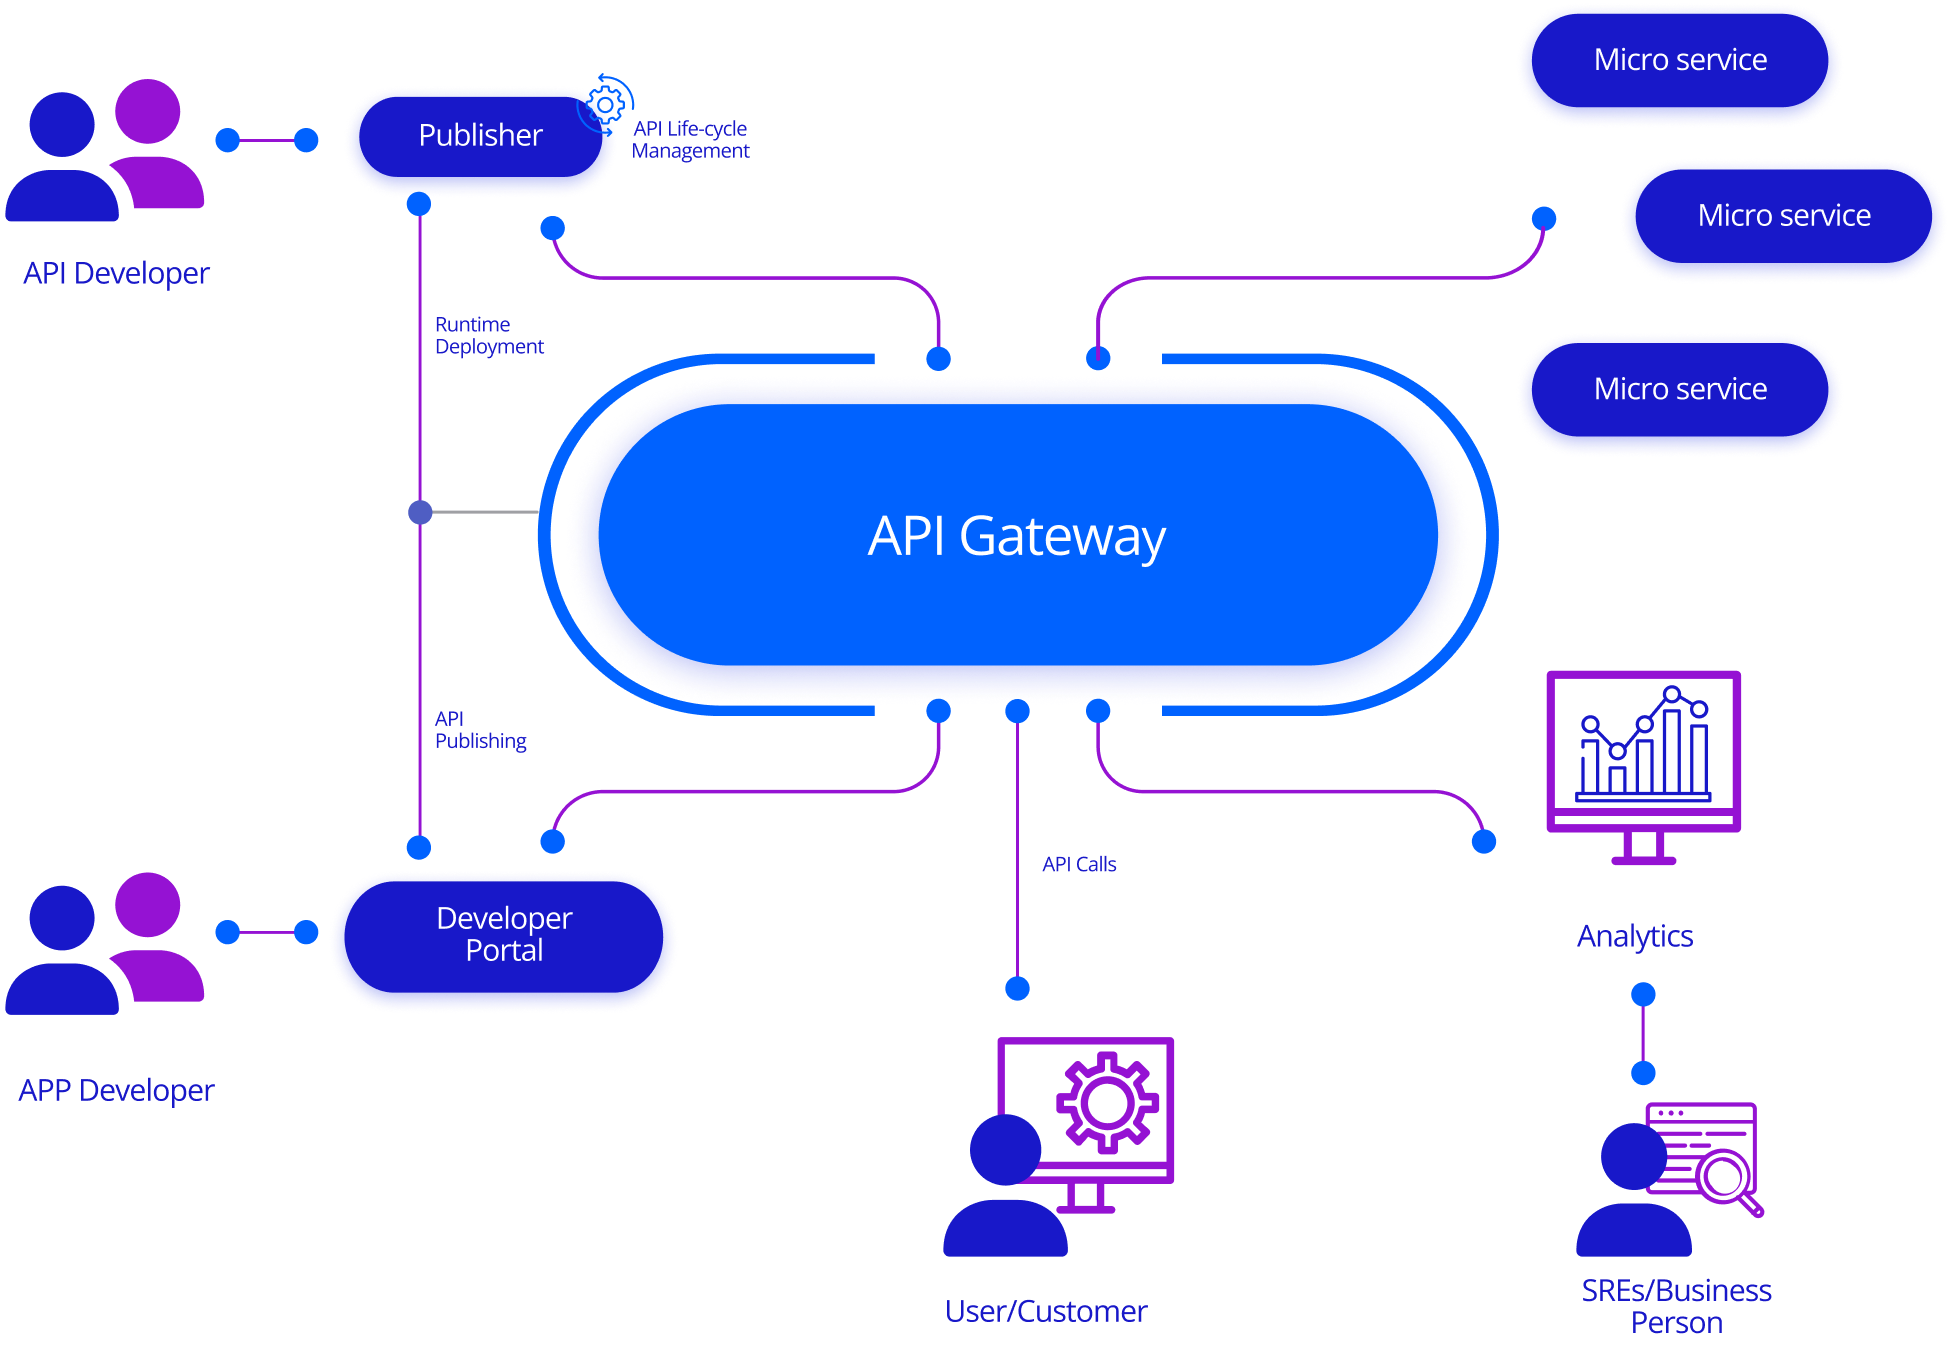 Micro service
Publisher
API Life-cycle
Management
Micro service
API Developer
Runtime
Deployment
Micro service
API Gateway
API
Publishing
API Calls
Developer
Portal
Analytics
APP Developer
User/Customer
SREs/Business
Person